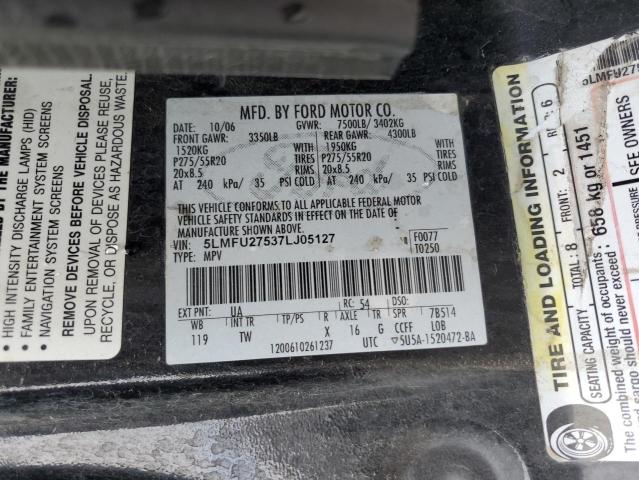 MANUFACTURER:
HIGH INTENSITY DISCHARGE LAMPS (HID)
• FAMILY ENTERTAINMENT SYSTEM SCREENS
• NAVIGATION SYSTEM SCREENS
REMOVE DEVICES BEFORE VEHICLE DISPOSAL.
UPON REMOVAL OF DEVICES PLEASE REUSE,
OR DISPOSE AS HAZARDOUS WASTE.
MFD. BY FORD MOTOR CO.
DATE: 10/06 GVWR: 7500LB/ 3402KG
FRONT GAWR: 3350LB REAR GAWR: 4300LB
1520KG 1950KG
P275/55R20 TIRES P275/55R20
20x8.5 RIMS 20x8.5
AT 240 kPa/ 35 PSI COLD AT 240 kPa/ 35 PSI COLD
THIS VEHICLE CONFORMS TO ALL APPLICABLE FEDERAL MOTOR
VEHICLE SAFETY STANDARDS IN EFFECT ON THE DATE OF
MANUFACTURE SHOWN ABOVE.
VIN: 5LMFU27537LJ05127 F0077
TYPE: MPV T0250
EXT PNT: UA RC: 54 DSO:
WB INT TR TP/PS R AXLE TR SPR 7B514
119 TW X 16 G CCFF LOB
1200610261237 UTC 5U5A-1520472-BA
5LMFU275
TIRE AND LOADING INFORMATION
SEATING CAPACITY TOTAL: 8 FRONT: 2 6
The combined weight of occupants
and cargo should never exceed : 658 kg or 1451
PRESSURE
SEE OWNERS